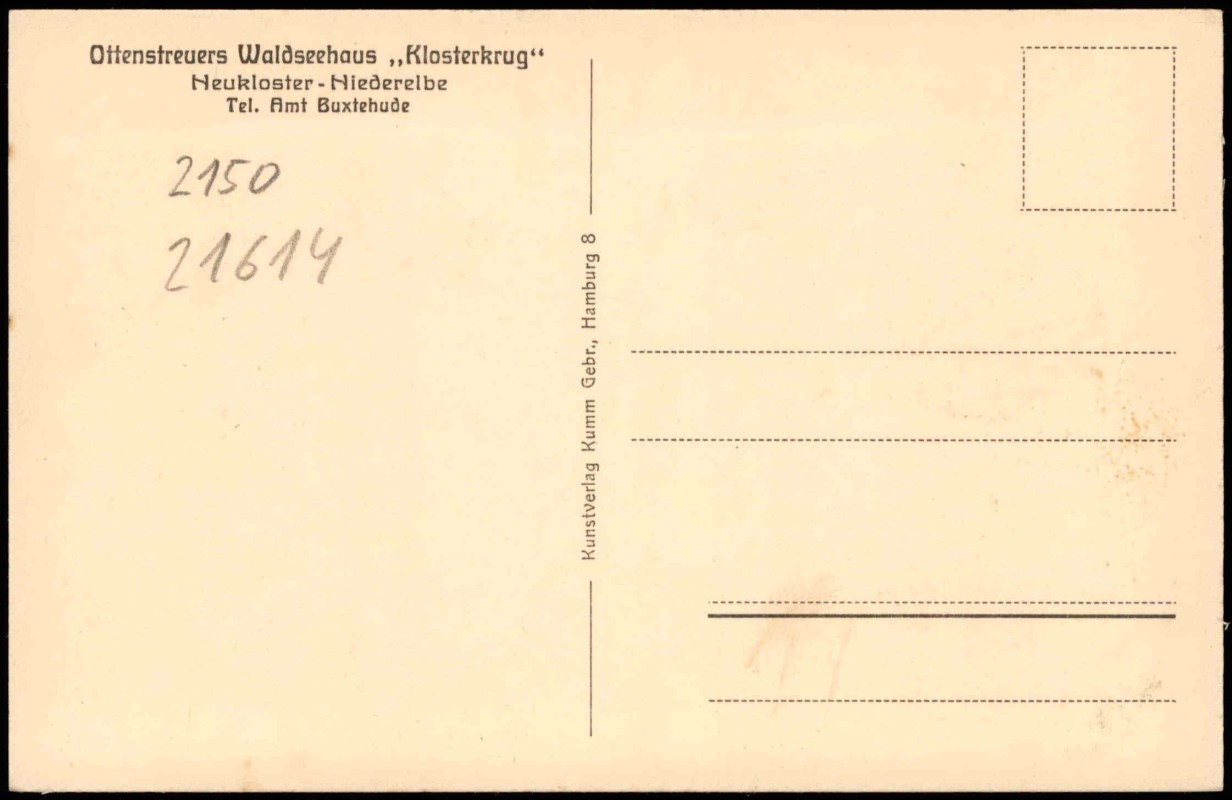 Ottenstreuers Waldseehaus „Klosterkrug“
Neukloster - Niederelbe
Tel. Amt Buxtehude
2150
21614
Kunstverlag Kumm Gebr., Hamburg 8